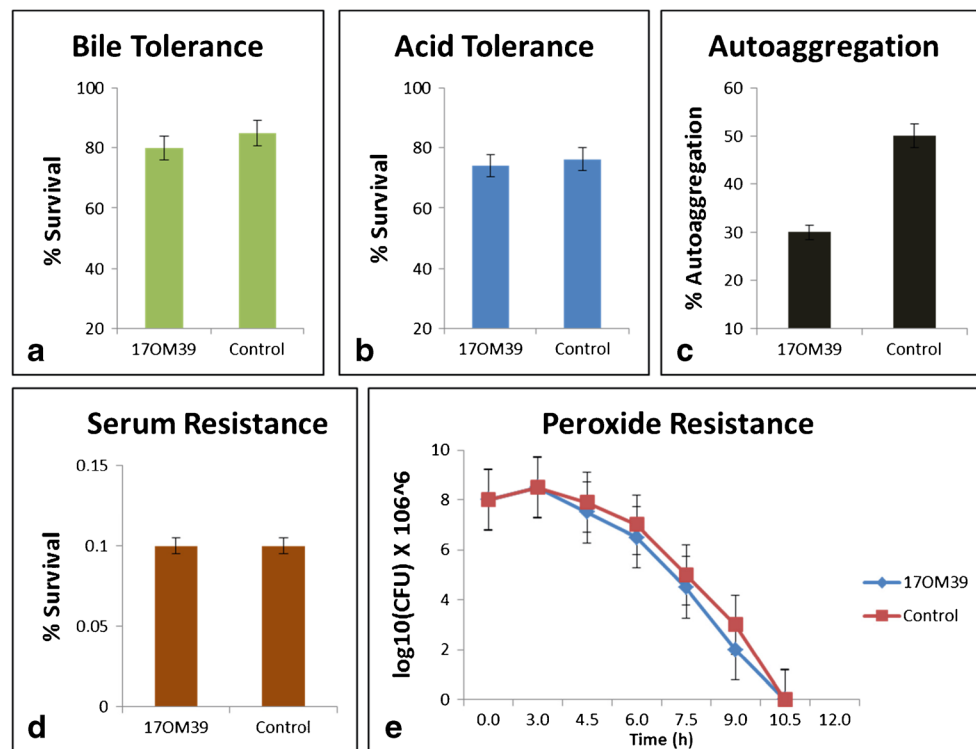 Bile Tolerance
% Survival
100
80
60
40
20
17OM39 Control
a
Acid Tolerance
% Survival
100
80
60
40
20
17OM39 Control
b
Autoaggregation
% Autoaggregation
60
50
40
30
20
10
17OM39 Control
c
Serum Resistance
% Survival
0.15
0.1
0.05
0
17OM39 Control
d
Peroxide Resistance
log10(CFU) X 106^6
10
8
6
4
2
0
0.0 3.0 4.5 6.0 7.5 9.0 10.5 12.0
Time (h)
17OM39
Control
e